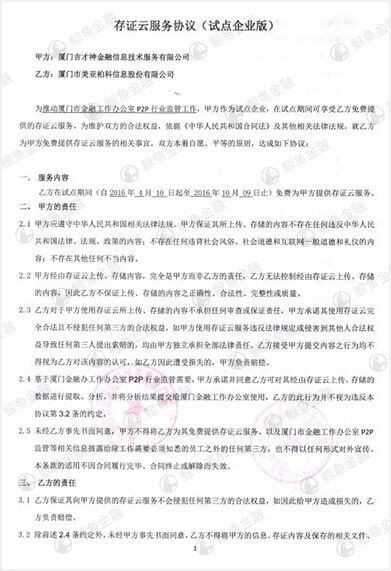 存证云服务协议（试点企业版）
甲方：厦门吉才神金融信息技术服务有限公司
乙方：厦门市美亚柏科信息股份有限公司
为推动厦门市金融工作办公室 P2P 行业监管工作，甲方作为试点企业，在试点期间可享受乙方免费提
供的存证云服务，为维护双方的合法权益，依据《中华人民共和国合同法》及其他相关法律法规，就乙方
为甲方免费提供存证云服务的相关事宜，双方本着自愿、平等的原则，达成如下协议：
一、 服务内容
乙方在试点期间（自 2016 年 4 月 10 日起至 2016 年 10 月 09 日止）免费为甲方提供存证云服务。
二、 甲方的责任
2.1 甲方应遵守中华人民共和国相关法律法规。甲方保证其所上传、存储的内容不存在任何违反中华人民
共和国法律、法规、政策的内容；不存在任何违背社会风俗、社会道德和互联网一般道德和礼仪的内
容；不存在其他任何不当内容。
2.2 甲方经由存证云上传、存储内容，完全是甲方而非乙方的责任，乙方无法控制经由存证云上传、存储的
内容，因此乙方不保证上传、存储的内容之正确性、合法性、完整性或质量。
2.3 乙方对于甲方使用存证云所上传、存储的内容不承担任何审查或保证责任，甲方承诺其使用存证云完
全合法且不侵犯任何第三方的合法权益，如甲方使用存证云服务违反法律规定或侵害到其他人合法权益
导致任何第三人提出索赔的，均由甲方独立承担全部法律责任。乙方接受甲方提交内容之行为均不
得视为乙方对该内容的认可，如乙方因此遭受损失的，甲方负责赔偿。
2.4 基于厦门金融办工作办公室 P2P 行业监管需要，甲方承诺并同意乙方可对其经由存证云上传、存储的
数据进行提取、分析，并将分析结果提交给厦门工金融办工作办公室使用，乙方的此行为并不视为违反本
协议第 3.2 条的约定。
2.5 未经乙方事先书面同意，甲方不得将乙方为其免费提供存证云服务、以及厦门市金融工作办公室 P2P
监管等相关信息披露给除工作需要必须知悉的员工之外的任何第三方，也不得以任何形式对外宣传。
本条款的适用不因合同履行完毕、合同终止或解除而失效。
三、 乙方的责任
3.1 乙方保证其向甲方提供的存证云服务不会侵犯任何第三方的合法权益，如因此给甲方造成损失的，乙
方负责赔偿。
3.2 除前述 2.4 条约定外，未经甲方事先书面同意，乙方不得将甲方的信息、存证内容及保存的相关文件、
1
鲸鱼金融